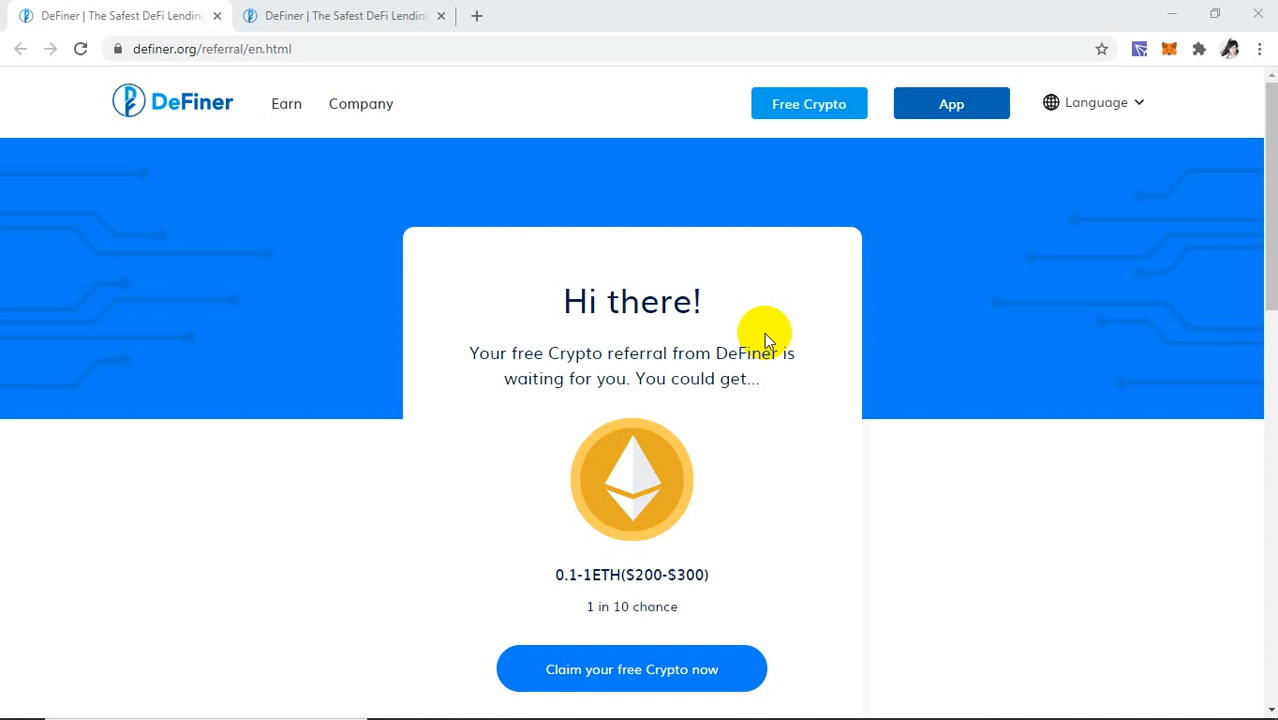 DeFiner | The Safest DeFi Lending
DeFiner | The Safest DeFi Lending
definer.org/referral/en.html
DeFiner
Earn
Company
Free Crypto
App
Language
Hi there!
Your free Crypto referral from DeFiner is
waiting for you. You could get...
0.1-1ETH($200-$300)
1 in 10 chance
Claim your free Crypto now